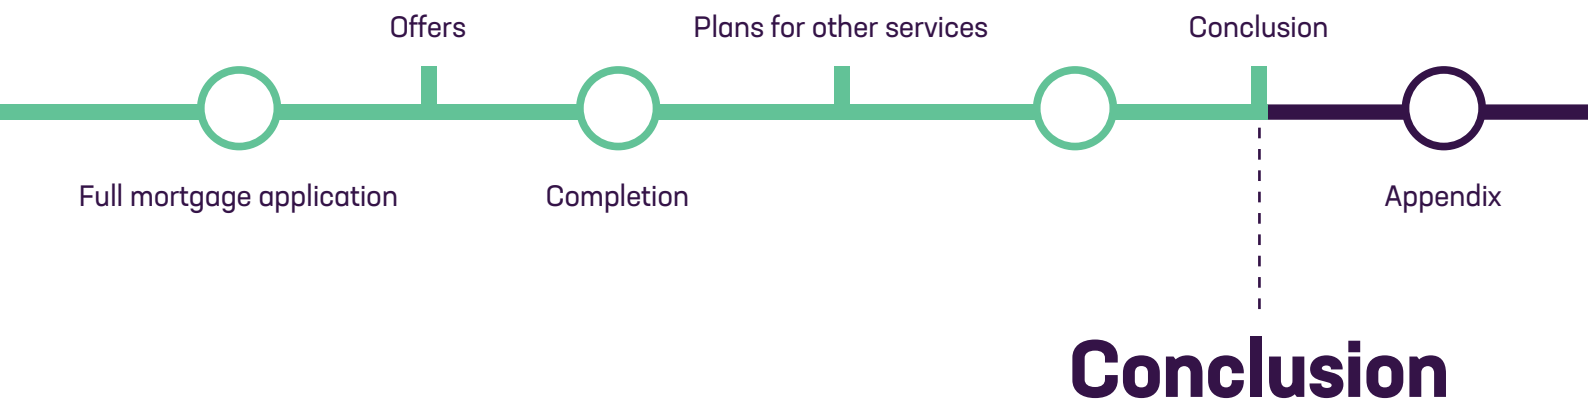 Offers
Plans for other services
Conclusion
Full mortgage application
Completion
Appendix
Conclusion